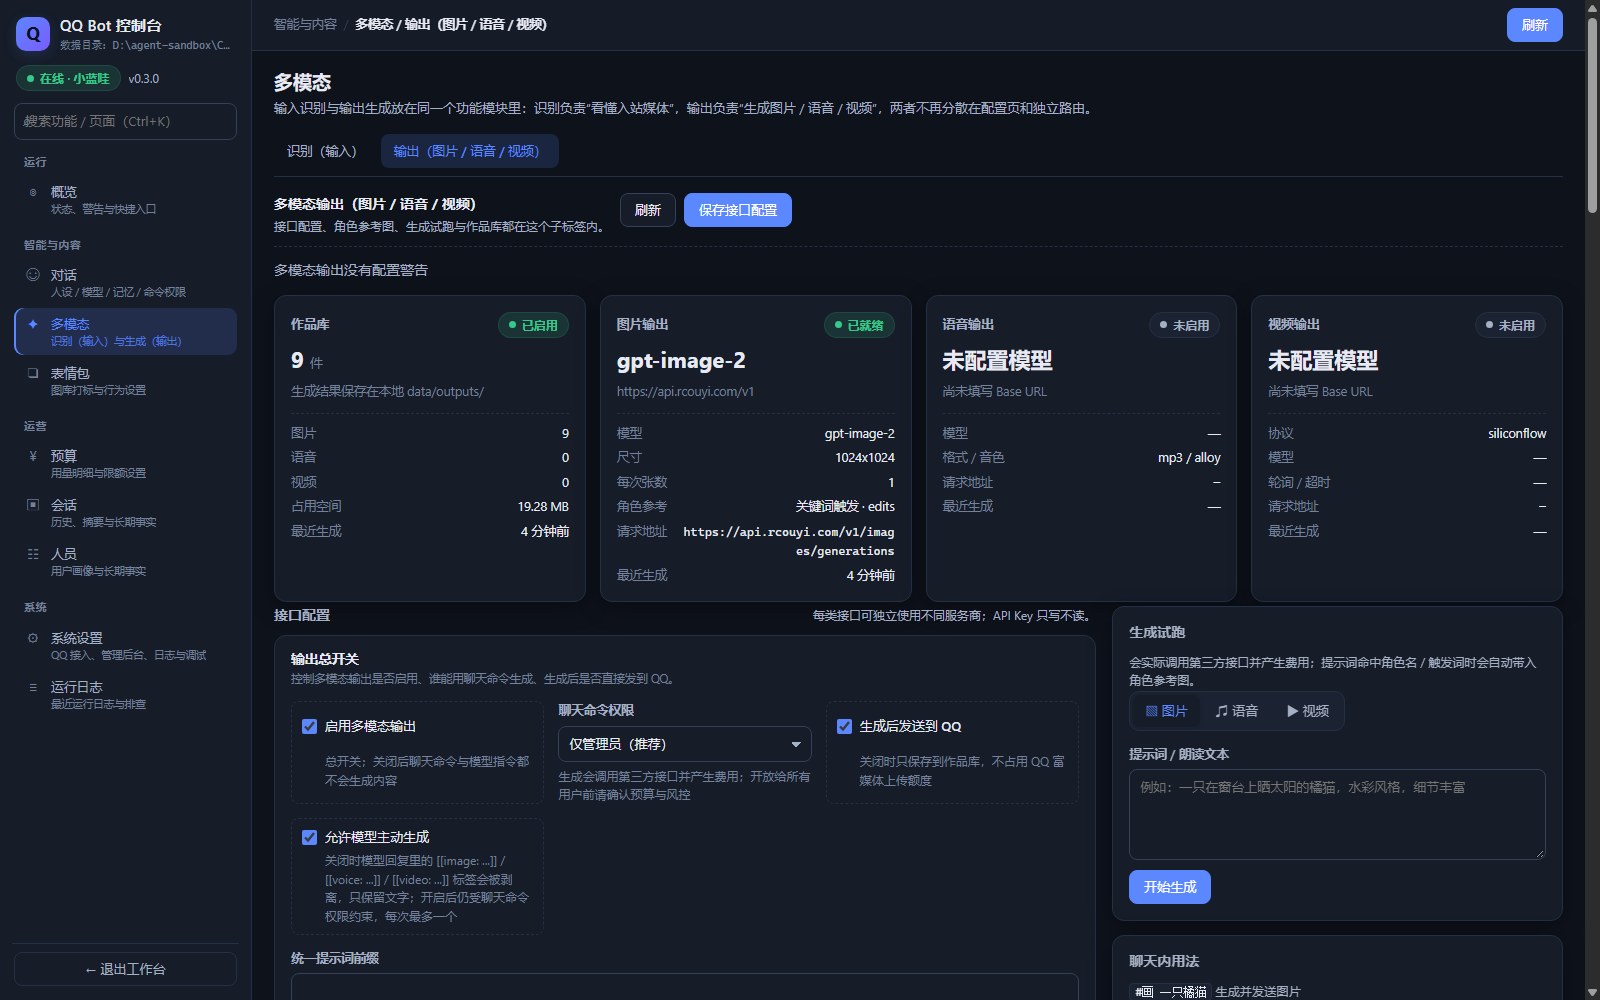 Q
QQ Bot 控制台
数据目录：D:\agent-sandbox\C...
在线 · 小蓝哇
v0.3.0
搜索功能 / 页面（Ctrl+K）
运行
概览
状态、警告与快捷入口
智能与内容
对话
人设 / 模型 / 记忆 / 命令权限
多模态
识别（输入）与生成（输出）
表情包
图库打标与行为设置
运营
¥ 预算
用量明细与限额设置
会话
历史、摘要与长期事实
人员
用户画像与长期事实
系统
系统设置
QQ 接入、管理后台、日志与调试
运行日志
最近运行日志与排查
← 退出工作台
智能与内容 / 多模态 / 输出（图片 / 语音 / 视频）
刷新
多模态
输入识别与输出生成放在同一个功能模块里：识别负责“看懂入站媒体”，输出负责“生成图片 / 语音 / 视频”，两者不再分散在配置页和独立路由。
识别（输入）
输出（图片 / 语音 / 视频）
多模态输出（图片 / 语音 / 视频）
接口配置、角色参考图、生成试跑与作品库都在这个子标签内。
刷新
保存接口配置
多模态输出没有配置警告
作品库
已启用
9 件
生成结果保存在本地 data/outputs/
图片 9
语音 0
视频 0
占用空间 19.28 MB
最近生成 4 分钟前
图片输出
已就绪
gpt-image-2
https://api.rcouyi.com/v1
模型 gpt-image-2
尺寸 1024x1024
每次张数 1
角色参考 关键词触发 · edits
请求地址 https://api.rcouyi.com/v1/imag
es/generations
最近生成 4 分钟前
语音输出
未启用
未配置模型
尚未填写 Base URL
模型 —
格式 / 音色 mp3 / alloy
请求地址 –
最近生成 —
视频输出
未启用
未配置模型
尚未填写 Base URL
协议 siliconflow
模型 —
轮询 / 超时 —
请求地址 –
最近生成 —
接口配置
每类接口可独立使用不同服务商；API Key 只写不读。
输出总开关
控制多模态输出是否启用、谁能用聊天命令生成、生成后是否直接发到 QQ。
启用多模态输出
总开关；关闭后聊天命令与模型指令都
不会生成内容
聊天命令权限
仅管理员（推荐）
生成会调用第三方接口并产生费用；开放给所有
用户前请确认预算与风控
生成后发送到 QQ
关闭时只保存到作品库，不占用 QQ 富
媒体上传额度
允许模型主动生成
关闭时模型回复里的 [[image: ...]] /
[[voice: ...]] / [[video: ...]] 标签会被剥
离，只保留文字；开启后仍受聊天命令
权限约束，每次最多一个
统一提示词前缀
生成试跑
会实际调用第三方接口并产生费用；提示词命中角色名 / 触发词时会自动带入
角色参考图。
图片
语音
视频
提示词 / 朗读文本
例如：一只在窗台上晒太阳的橘猫，水彩风格，细节丰富
开始生成
聊天内用法
#画 一只橘猫 生成并发送图片